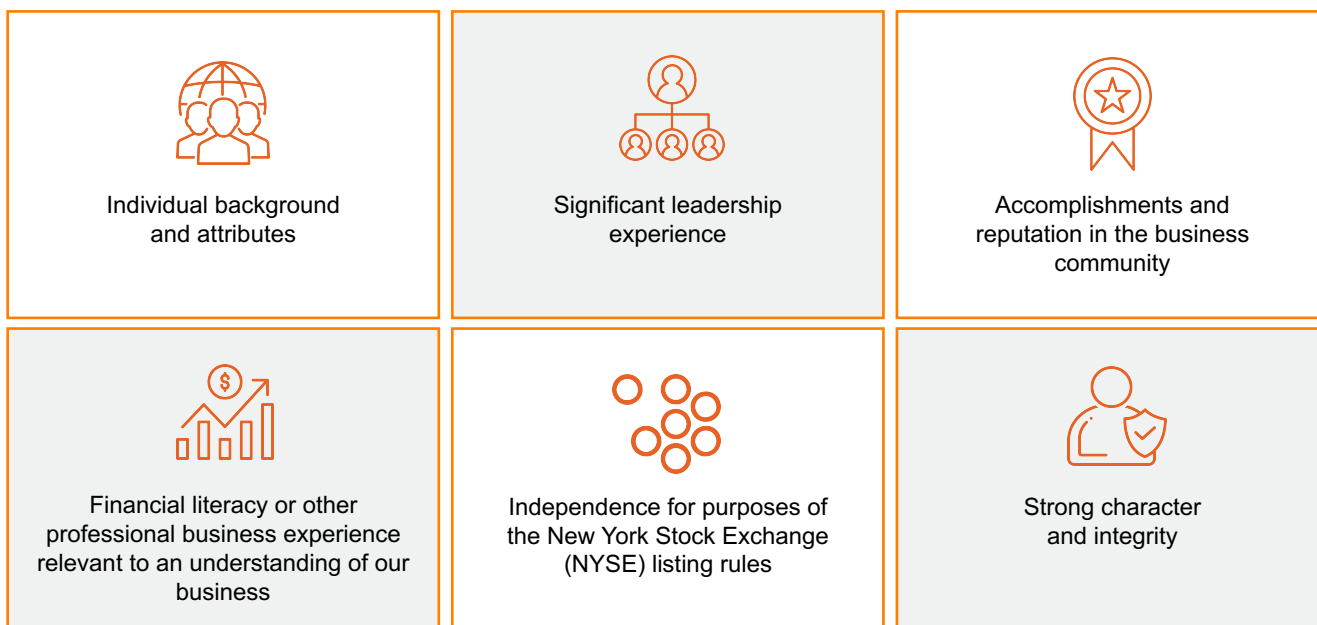 Individual background
and attributes
Significant leadership
experience
Accomplishments and
reputation in the business
community
$
Financial literacy or other
professional business experience
relevant to an understanding of our
business
Independence for purposes of
the New York Stock Exchange
(NYSE) listing rules
Strong character
and integrity